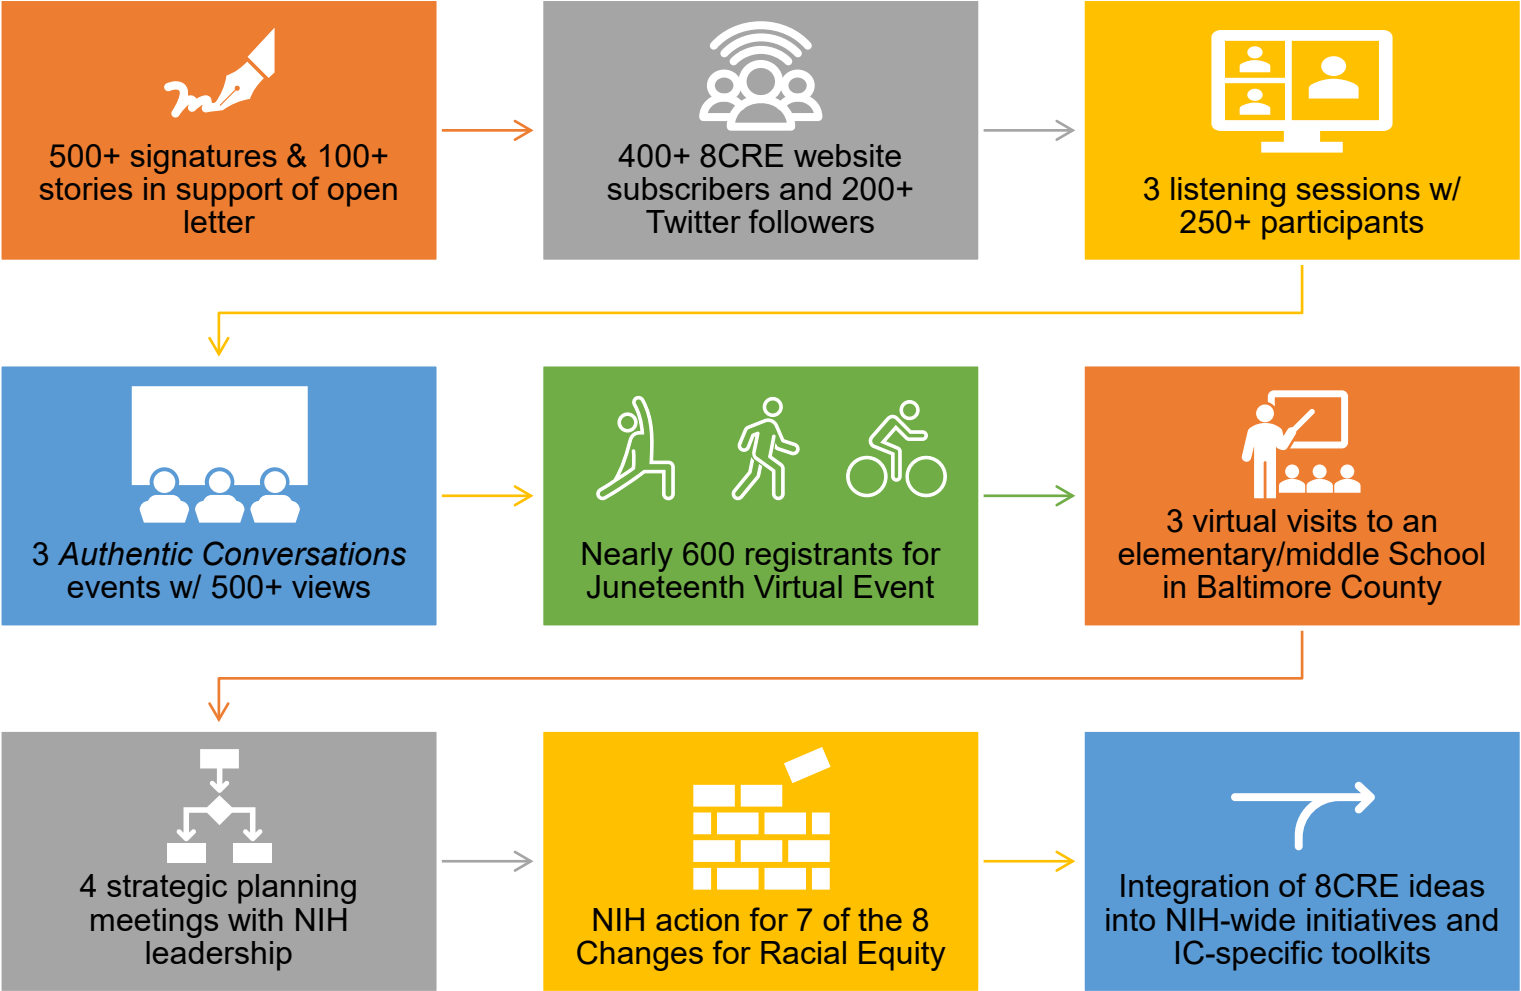 500+ signatures & 100+
stories in support of open
letter
400+ 8CRE website
subscribers and 200+
Twitter followers
3 listening sessions w/
250+ participants
3 Authentic Conversations
events w/ 500+ views
Nearly 600 registrants for
Juneteenth Virtual Event
3 virtual visits to an
elementary/middle School
in Baltimore County
4 strategic planning
meetings with NIH
leadership
NIH action for 7 of the 8
Changes for Racial Equity
Integration of 8CRE ideas
into NIH-wide initiatives and
IC-specific toolkits